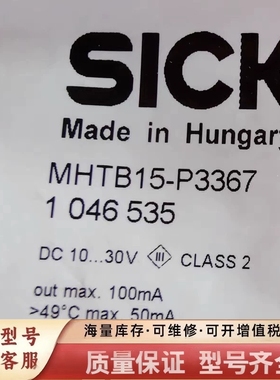 SICK
Made in Hungary
MHTB15-P3367
1 046 535
DC 10...30V III CLASS 2
out max. 100mA
>49°C max. 50mA
型号
客服
海量库存·可维修·可开增值税
质量保证 型号齐全